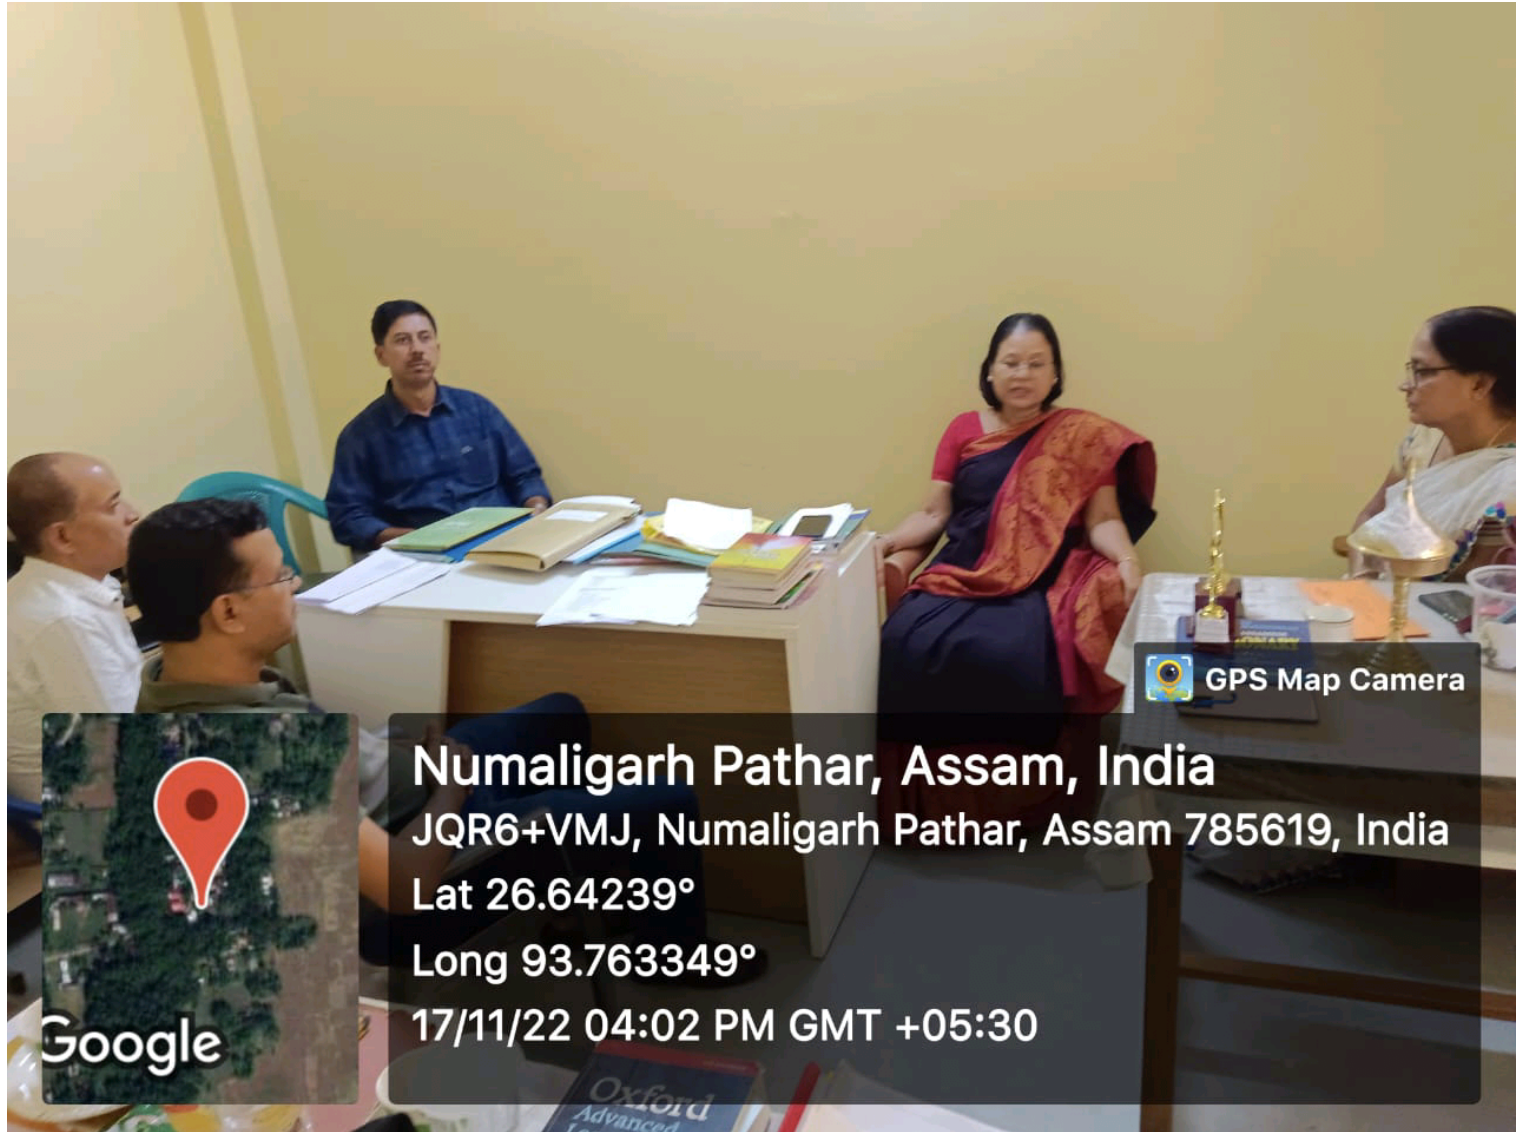 DICTIONARY
GPS Map Camera
Numaligarh Pathar, Assam, India
JQR6+VMJ, Numaligarh Pathar, Assam 785619, India
Lat 26.64239°
Long 93.763349°
17/11/22 04:02 PM GMT +05:30
Google
Oxford
Advanced